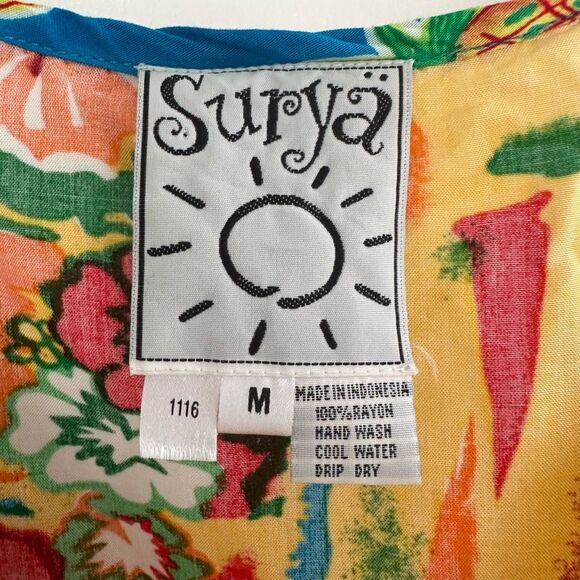 Suryä
1116
M
MADE IN INDONESIA
100% RAYON
HAND WASH
COOL WATER
DRIP DRY